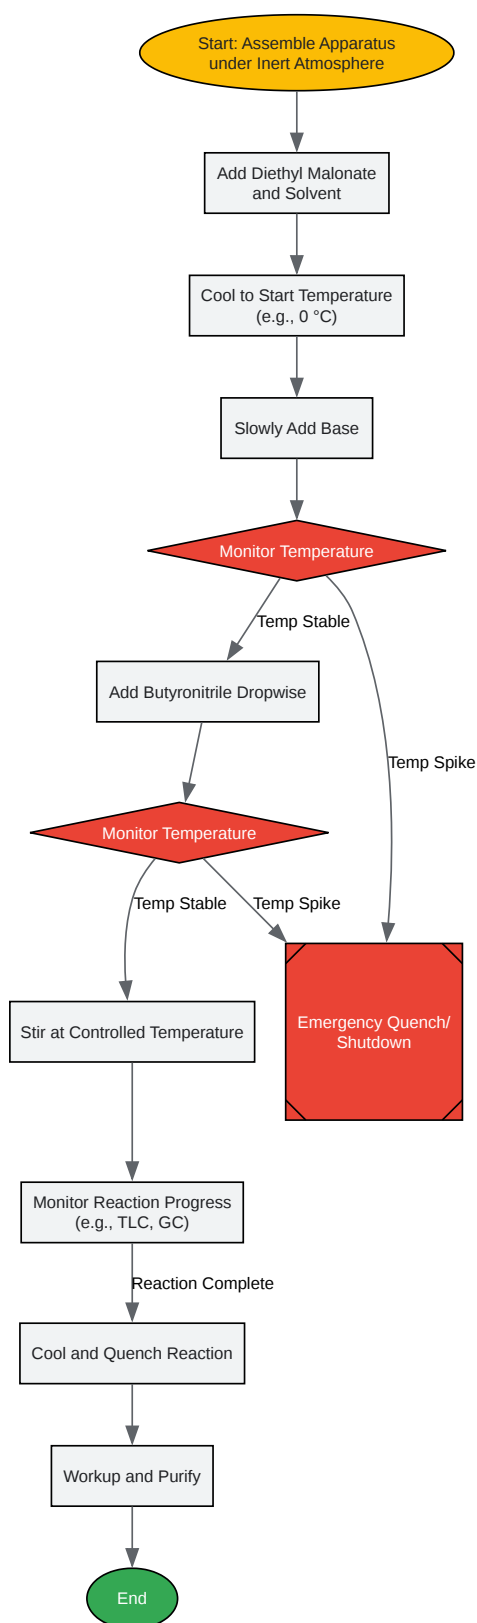 Start: Assemble Apparatus
under Inert Atmosphere
Add Diethyl Malonate
and Solvent
Cool to Start Temperature
(e.g., 0 °C)
Slowly Add Base
Monitor Temperature
Temp Stable
Add Butyronitrile Dropwise
Temp Spike
Monitor Temperature
Temp Stable
Temp Spike
Emergency Quench/
Shutdown
Stir at Controlled Temperature
Monitor Reaction Progress
(e.g., TLC, GC)
Reaction Complete
Cool and Quench Reaction
Workup and Purify
End